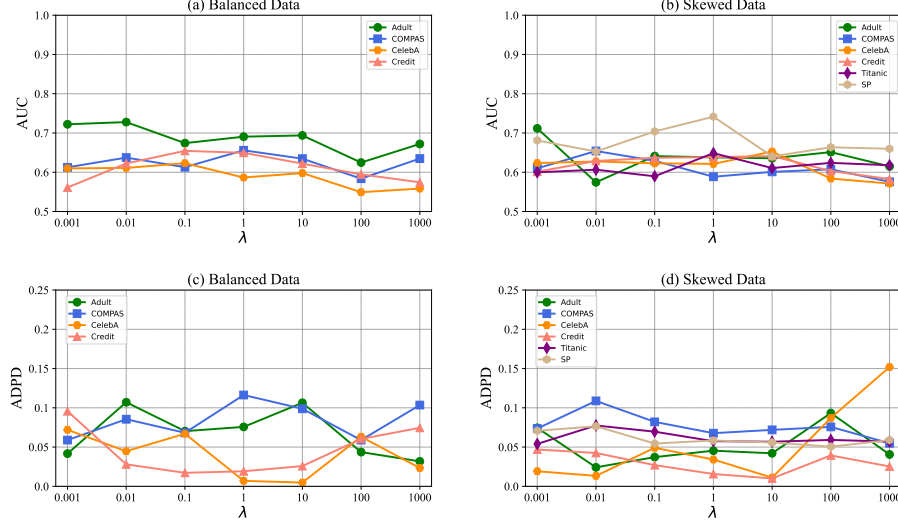 (a) Balanced Data
1.0
0.9
0.8
0.7
0.6
0.5
AUC
Adult
COMPAS
CelebA
Credit
0.001 0.01 0.1 1 10 100 1000
λ
(b) Skewed Data
1.0
0.9
0.8
0.7
0.6
0.5
AUC
Adult
COMPAS
CelebA
Credit
Titanic
SP
0.001 0.01 0.1 1 10 100 1000
λ
(c) Balanced Data
0.25
0.2
0.15
0.1
0.05
0.0
ADPD
Adult
COMPAS
CelebA
Credit
0.001 0.01 0.1 1 10 100 1000
λ
(d) Skewed Data
0.25
0.2
0.15
0.1
0.05
0.0
ADPD
Adult
COMPAS
CelebA
Credit
Titanic
SP
0.001 0.01 0.1 1 10 100 1000
λ